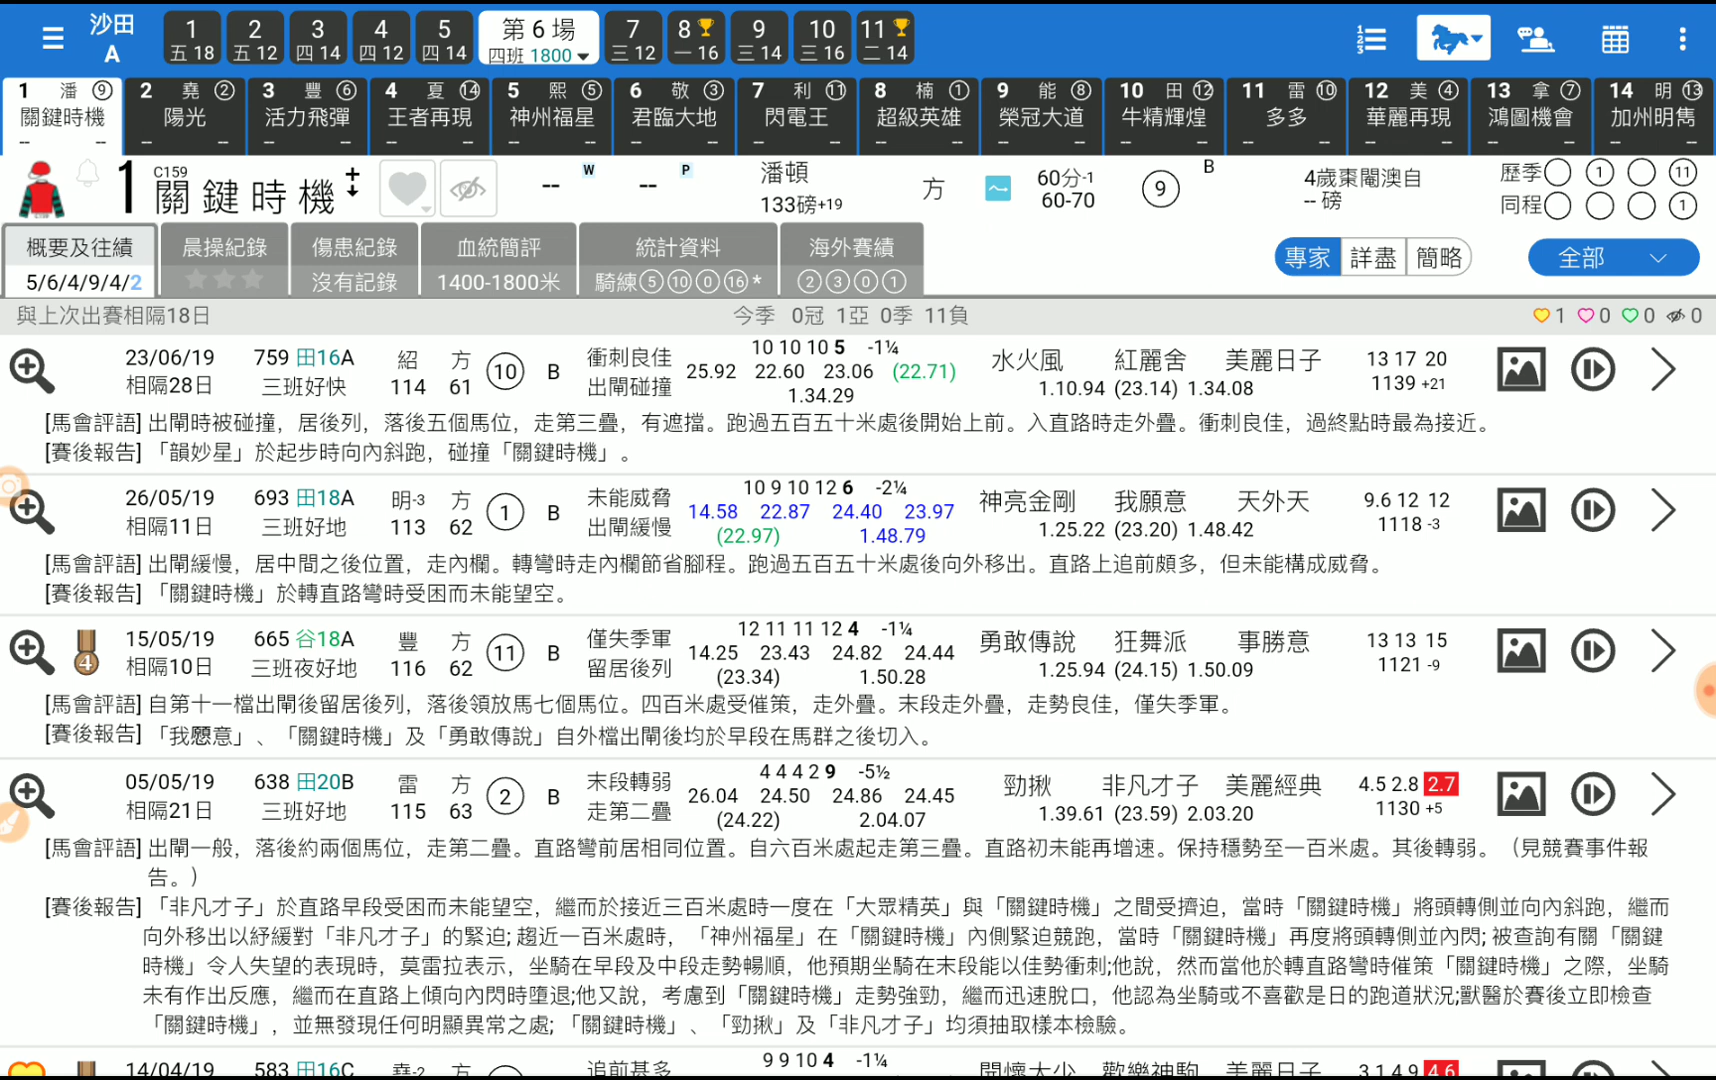 沙田
A
1
五 18
2
五 12
3
四 14
4
四 12
5
四 14
第 6 場
四班 1800
7
三 12
8
一 16
9
三 14
10
三 16
11
二 14
1 潘 9
關鍵時機
-- --
2 堯 2
陽光
-- --
3 豐 6
活力飛彈
-- --
4 夏 14
王者再現
-- --
5 熙 5
神州福星
-- --
6 敬 3
君臨大地
-- --
7 利 11
閃電王
-- --
8 楠 1
超級英雄
-- --
9 能 8
榮冠大道
-- --
10 田 12
牛精輝煌
-- --
11 雷 10
多多
-- --
12 美 4
華麗再現
-- --
13 拿 7
鴻圖機會
-- --
14 明 13
加州明雋
-- --
1 C159 關鍵時機
-- W -- P
潘頓
133磅+19
方
60分-1
60-70
9 B
4歲棗閹澳自
-- 磅
歷季 1 11
同程 1
概要及往績
5/6/4/9/4/2
晨操紀錄
傷患紀錄
沒有記錄
血統簡評
1400-1800米
統計資料
騎練 5 10 0 16 *
海外賽績
2 3 0 1
專家 詳盡 簡略
全部
與上次出賽相隔18日 今季 0冠 1亞 0季 11負 1 0 0 0
23/06/19 759 田16A 紹 方 10 B 衝刺良佳 10 10 10 5 -1¼ 水火風 紅麗舍 美麗日子 13 17 20
相隔28日 三班好快 114 61 出閘碰撞 25.92 22.60 23.06 (22.71) 1.10.94 (23.14) 1.34.08 1139 +21
1.34.29
[馬會評語] 出閘時被碰撞，居後列，落後五個馬位，走第三疊，有遮擋。跑過五百五十米處後開始上前。入直路時走外疊。衝刺良佳，過終點時最為接近。
[賽後報告] 「韻妙星」於起步時向內斜跑，碰撞「關鍵時機」。
26/05/19 693 田18A 明-3 方 1 B 未能威脅 10 9 10 12 6 -2¼ 神亮金剛 我願意 天外天 9.6 12 12
相隔11日 三班好地 113 62 出閘緩慢 14.58 22.87 24.40 23.97 1.25.22 (23.20) 1.48.42 1118 -3
(22.97) 1.48.79
[馬會評語] 出閘緩慢，居中間之後位置，走內欄。轉彎時走內欄節省腳程。跑過五百五十米處後向外移出。直路上追前頗多，但未能構成威脅。
[賽後報告] 「關鍵時機」於轉直路彎時受困而未能望空。
4 15/05/19 665 谷18A 豐 方 11 B 僅失季軍 12 11 11 12 4 -1¼ 勇敢傳說 狂舞派 事勝意 13 13 15
相隔10日 三班夜好地 116 62 留居後列 14.25 23.43 24.82 24.44 1.25.94 (24.15) 1.50.09 1121 -9
(23.34) 1.50.28
[馬會評語] 自第十一檔出閘後留居後列，落後領放馬七個馬位。四百米處受催策，走外疊。末段走外疊，走勢良佳，僅失季軍。
[賽後報告] 「我願意」、「關鍵時機」及「勇敢傳說」自外檔出閘後均於早段在馬群之後切入。
05/05/19 638 田20B 雷 方 2 B 末段轉弱 4 4 4 2 9 -5½ 勁揪 非凡才子 美麗經典 4.5 2.8 2.7
相隔21日 三班好地 115 63 走第二疊 26.04 24.50 24.86 24.45 1.39.61 (23.59) 2.03.20 1130 +5
(24.22) 2.04.07
[馬會評語] 出閘一般，落後約兩個馬位，走第二疊。直路彎前居相同位置。自六百米處起走第三疊。直路初未能再增速。保持穩勢至一百米處。其後轉弱。（見競賽事件報
告。）
[賽後報告] 「非凡才子」於直路早段受困而未能望空，繼而於接近三百米處時一度在「大眾精英」與「關鍵時機」之間受擠迫，當時「關鍵時機」將頭轉側並向內斜跑，繼而
向外移出以紓緩對「非凡才子」的緊迫; 趨近一百米處時，「神州福星」在「關鍵時機」內側緊迫競跑，當時「關鍵時機」再度將頭轉側並內閃; 被查詢有關「關鍵
時機」令人失望的表現時，莫雷拉表示，坐騎在早段及中段走勢暢順，他預期坐騎在末段能以佳勢衝刺;他說，然而當他於轉直路彎時催策「關鍵時機」之際，坐騎
未有作出反應，繼而在直路上傾向內閃時墮退;他又說，考慮到「關鍵時機」走勢強勁，繼而迅速脫口，他認為坐騎或不喜歡是日的跑道狀況;獸醫於賽後立即檢查
「關鍵時機」，並無發現任何明顯異常之處; 「關鍵時機」、「勁揪」及「非凡才子」均須抽取樣本檢驗。
14/04/19 583 田16C 堯-2 方 追前甚多 9 9 10 4 -1¼ 開懷大少 歡樂神駒 美麗日子 3.1 4.9 4.6